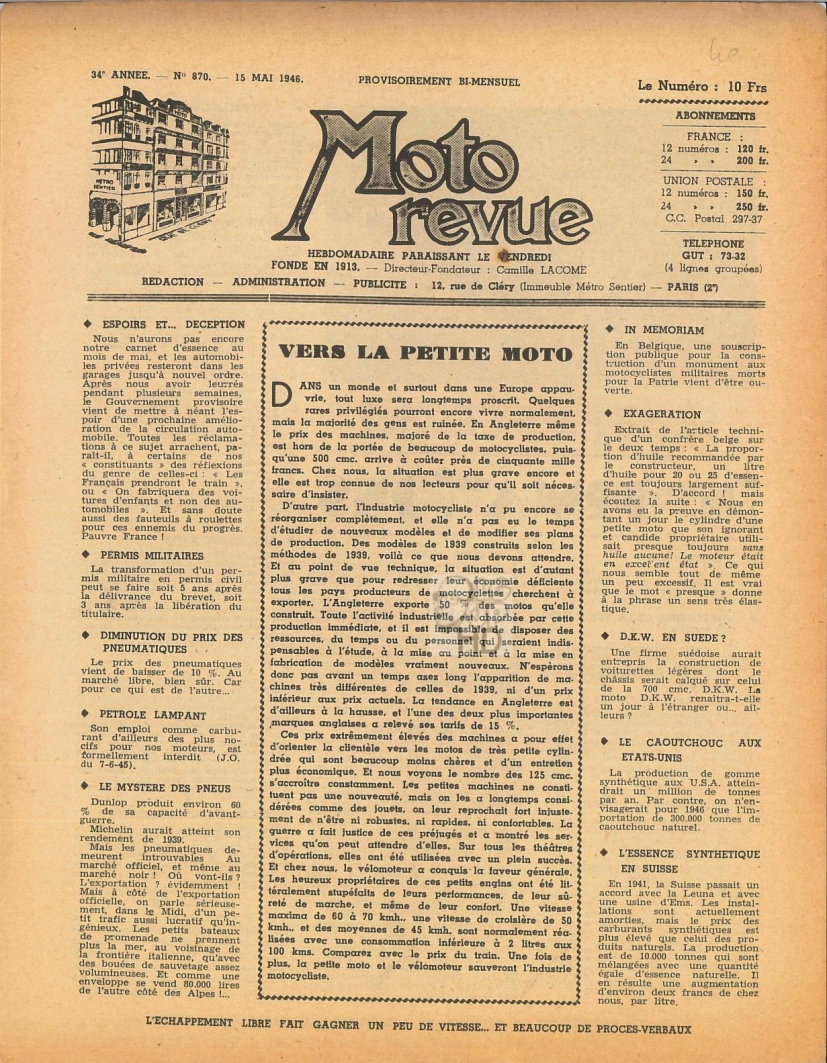 34e ANNEE. — No 870. — 15 MAI 1946.
PROVISOIREMENT BI-MENSUEL
Le Numéro : 10 Frs
METRO
SENTIER
RUE DE CLERY
Moto
revue
HEBDOMADAIRE PARAISSANT LE VENDREDI
FONDE EN 1913. — Directeur-Fondateur : Camille LACOME
REDACTION — ADMINISTRATION — PUBLICITE : 12, rue de Cléry (Immeuble Métro Sentier) — PARIS (2e)
ABONNEMENTS
FRANCE :
12 numéros : 120 fr.
24 » » 200 fr.
UNION POSTALE :
12 numéros : 150 fr.
24 » » 250 fr.
C.C. Postal 297-37
TELEPHONE
GUT : 73-32
(4 lignes groupées)
◆ ESPOIRS ET... DECEPTION
Nous n'aurons pas encore
notre carnet d'essence au
mois de mai, et les automobi-
les privées resteront dans les
garages jusqu'à nouvel ordre.
Après nous avoir leurrés
pendant plusieurs semaines,
le Gouvernement provisoire
vient de mettre à néant l'es-
poir d'une prochaine amélio-
ration de la circulation auto-
mobile. Toutes les réclama-
tions à ce sujet arrachent, pa-
raît-il, à certains de nos
« constituants » des réflexions
du genre de celles-ci : « Les
Français prendront le train »,
ou « On fabriquera des voi-
tures d'enfants et non des au-
tomobiles ». Et sans doute
aussi des fauteuils à roulettes
pour ces ennemis du progrès.
Pauvre France !
◆ PERMIS MILITAIRES
La transformation d'un per-
mis militaire en permis civil
peut se faire soit 5 ans après
la délivrance du brevet, soit
3 ans après la libération du
titulaire.
◆ DIMINUTION DU PRIX DES
PNEUMATIQUES
Le prix des pneumatiques
vient de baisser de 10 %. Au
marché libre, bien sûr. Car
pour ce qui est de l'autre...
◆ PETROLE LAMPANT
Son emploi comme carbu-
rant d'ailleurs des plus no-
cifs pour nos moteurs, est
formellement interdit (J.O.
du 7-6-45).
◆ LE MYSTERE DES PNEUS
Dunlop produit environ 60
% de sa capacité d'avant-
guerre.
Michelin aurait atteint son
rendement de 1939.
Mais les pneumatiques de-
meurent introuvables Au
marché officiel, et même au
marché noir ! Où vont-ils ?
L'exportation ? évidemment !
Mais à côté de l'exportation
officielle, on parle sérieuse-
ment, dans le Midi, d'un pe-
tit trafic aussi lucratif qu'in-
génieux. Les petits bateaux
de promenade ne prennent
plus la mer, au voisinage de
la frontière italienne, qu'avec
des bouées de sauvetage assez
volumineuses. Et comme une
enveloppe se vend 80.000 lires
de l'autre côté des Alpes !...
VERS LA PETITE MOTO
DANS un monde et surtout dans une Europe appau-
vrie, tout luxe sera longtemps proscrit. Quelques
rares privilégiés pourront encore vivre normalement,
mais la majorité des gens est ruinée. En Angleterre même
le prix des machines, majoré de la taxe de production,
est hors de la portée de beaucoup de motocyclistes, puis-
qu'une 500 cmc. arrive à coûter près de cinquante mille
francs. Chez nous, la situation est plus grave encore et
elle est trop connue de nos lecteurs pour qu'il soit néces-
saire d'insister.
D'autre part, l'industrie motocycliste n'a pu encore se
réorganiser complètement, et elle n'a pas eu le temps
d'étudier de nouveaux modèles et de modifier ses plans
de production. Des modèles de 1939 construits selon les
méthodes de 1939, voilà ce que nous devons attendre.
Et au point de vue technique, la situation est d'autant
plus grave que pour redresser leur économie déficiente
tous les pays producteurs de motocyclettes cherchent à
exporter. L'Angleterre exporte 50 % des motos qu'elle
construit. Toute l'activité industrielle est absorbée par cette
production immédiate, et il est impossible de disposer des
ressources, du temps ou du personnel qui seraient indis-
pensables à l'étude, à la mise au point et à la mise en
fabrication de modèles vraiment nouveaux. N'espérons
donc pas avant un temps asez long l'apparition de ma-
chines très différentes de celles de 1939, ni d'un prix
inférieur aux prix actuels. La tendance en Angleterre est
d'ailleurs à la hausse, et l'une des deux plus importantes
marques anglaises a relevé ses tarifs de 15 %.
Ces prix extrêmement élevés des machines a pour effet
d'orienter la clientèle vers les motos de très petite cylin-
drée qui sont beaucoup moins chères et d'un entretien
plus économique. Et nous voyons le nombre des 125 cmc.
s'accroître constamment. Les petites machines ne consti-
tuent pas une nouveauté, mais on les a longtemps consi-
dérées comme des jouets, on leur reprochait fort injuste-
ment de n'être ni robustes, ni rapides, ni confortables. La
guerre a fait justice de ces préjugés et a montré les ser-
vices qu'on peut attendre d'elles. Sur tous les théâtres
d'opérations, elles ont été utilisées avec un plein succès.
Et chez nous, le vélomoteur a conquis la faveur générale.
Les heureux propriétaires de ces petits engins ont été lit-
téralement stupéfaits de leurs performances, de leur sû-
reté de marche, et même de leur confort. Une vitesse
maxima de 60 à 70 kmh., une vitesse de croisière de 50
kmh., et des moyennes de 45 kmh. sont normalement réa-
lisées avec une consommation inférieure à 2 litres aux
100 kms. Comparez avec le prix du train. Une fois de
plus, la petite moto et le vélomoteur sauveront l'industrie
motocycliste.
◆ IN MEMORIAM
En Belgique, une souscrip-
tion publique pour la cons-
truction d'un monument aux
motocyclistes militaires morts
pour la Patrie vient d'être ou-
verte.
◆ EXAGERATION
Extrait de l'article techni-
que d'un confrère belge sur
le deux temps : « La propor-
tion d'huile recommandée par
le constructeur, un litre
d'huile pour 20 ou 25 d'essen-
ce est toujours largement suf-
fisante ». D'accord ! mais
écoutez la suite : « Nous en
avons eu la preuve en démon-
tant un jour le cylindre d'une
petite moto que son ignorant
et candide propriétaire utili-
sait presque toujours sans
huile aucune! Le moteur était
en excellent état ». Ce qui
nous semble tout de même
un peu excessif. Il est vrai
que le mot « presque » donne
à la phrase un sens très élas-
tique.
◆ D.K.W. EN SUEDE ?
Une firme suédoise aurait
entrepris la construction de
voiturettes légères dont le
châssis serait calqué sur celui
de la 700 cmc. D.K.W. La
moto D.K.W. renaîtra-t-elle
un jour à l'étranger ou... ail-
leurs ?
◆ LE CAOUTCHOUC AUX
ETATS-UNIS
La production de gomme
synthétique aux U.S.A. attein-
drait un million de tonnes
par an. Par contre, on n'en-
visagerait pour 1946 que l'im-
portation de 300.000 tonnes de
caoutchouc naturel.
◆ L'ESSENCE SYNTHETIQUE
EN SUISSE
En 1941, la Suisse passait un
accord avec la Leuna et avec
une usine d'Ems. Les instal-
lations sont actuellement
amorties, mais le prix des
carburants synthétiques est
plus élevé que celui des pro-
duits naturels. La production
est de 10.000 tonnes qui sont
mélangées avec une quantité
égale d'essence naturelle. Il
en résulte une augmentation
d'environ deux francs de chez
nous, par litre.
L'ECHAPPEMENT LIBRE FAIT GAGNER UN PEU DE VITESSE... ET BEAUCOUP DE PROCES-VERBAUX